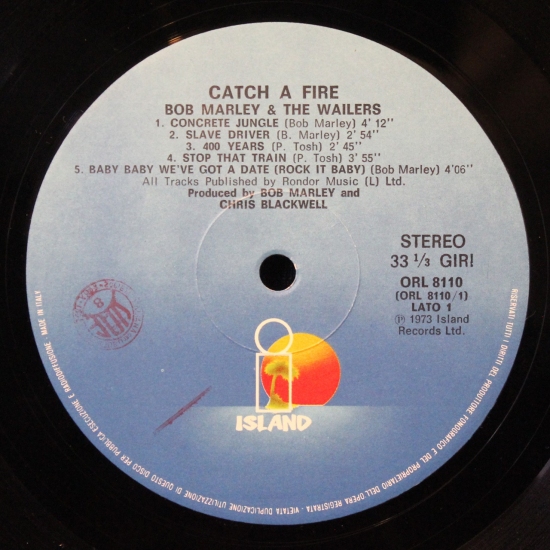 CATCH A FIRE
BOB MARLEY & THE WAILERS
1. CONCRETE JUNGLE (Bob Marley) 4' 12"
2. SLAVE DRIVER (B. Marley) 2' 54"
3. 400 YEARS (P. Tosh) 2' 45"
4. STOP THAT TRAIN (P. Tosh) 3' 55"
5. BABY BABY WE'VE GOT A DATE (ROCK IT BABY) (Bob Marley) 4'06"
All Tracks Published by Rondor Music (L) Ltd.
Produced by BOB MARLEY and
CHRIS BLACKWELL
STEREO
33 1/3 GIRI
ORL 8110
(ORL 8110/1)
LATO 1
℗ 1973 Island
Records Ltd.
ISLAND
RISERVATI TUTTI I DIRITTI DEL PRODUTTORE FONOGRAFICO E DEL PROPRIETARIO DELL'OPERA REGISTRATA - VIETATA DUPLICAZIONE UTILIZZAZIONE DI QUESTO DISCO PER PUBBLICA ESECUZIONE E RADIODIFFUSIONE. MADE IN ITALY